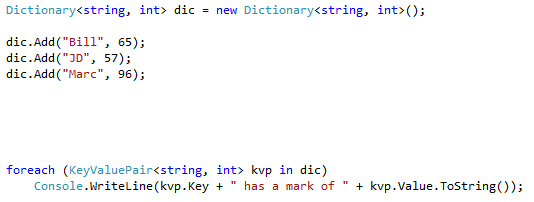 Dictionary<string, int> dic = new Dictionary<string, int>();
dic.Add("Bill", 65);
dic.Add("JD", 57);
dic.Add("Marc", 96);
foreach (KeyValuePair<string, int> kvp in dic)
    Console.WriteLine(kvp.Key + " has a mark of " + kvp.Value.ToString());